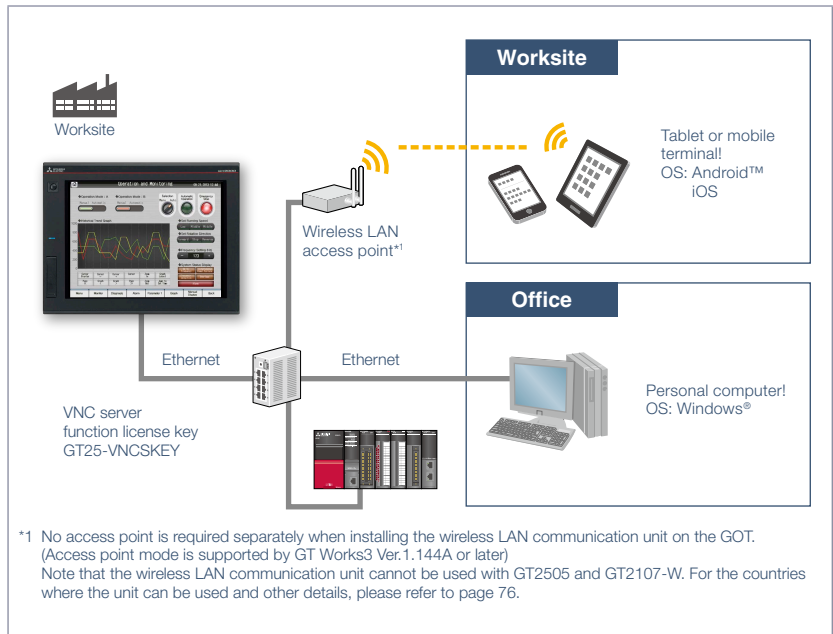 Worksite
MITSUBISHI
Operation and Monitoring
Worksite
Tablet or mobile
terminal!
OS: Android™
iOS
Wireless LAN
access point*1
Office
Ethernet
Ethernet
Personal computer!
OS: Windows®
VNC server
function license key
GT25-VNCSKEY
*1 No access point is required separately when installing the wireless LAN communication unit on the GOT.
(Access point mode is supported by GT Works3 Ver.1.144A or later)
Note that the wireless LAN communication unit cannot be used with GT2505 and GT2107-W. For the countries
where the unit can be used and other details, please refer to page 76.